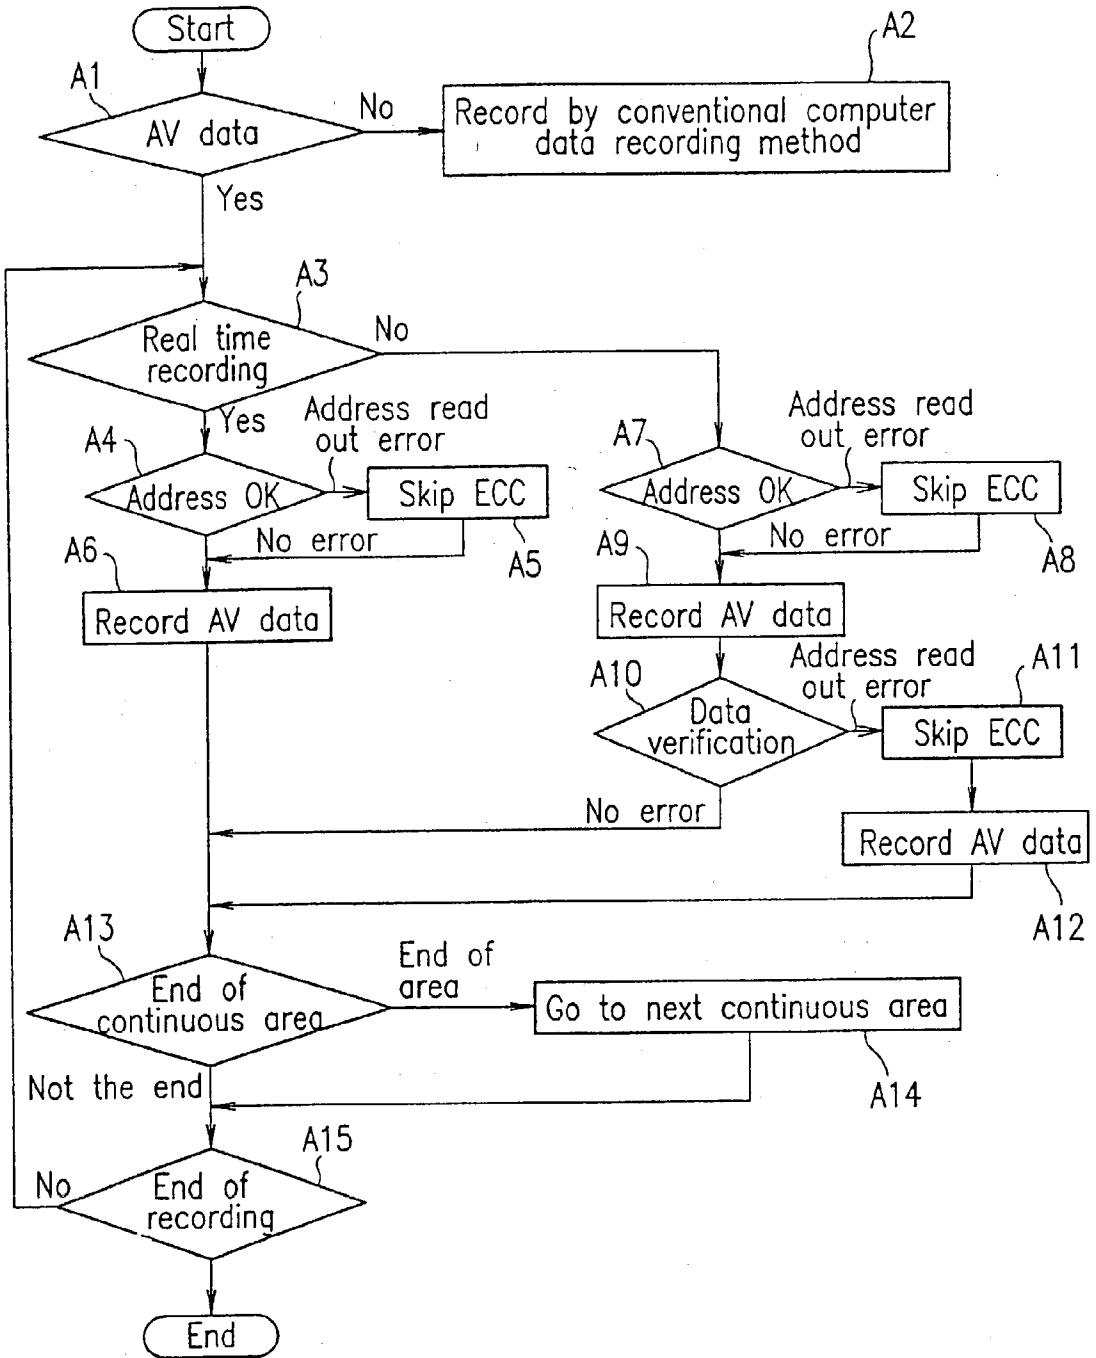 Start
A1
A2
AV data
No
Record by conventional computer
data recording method
Yes
A3
Real time
recording
No
Yes
Address read
out error
A4
Address OK
Skip ECC
A5
No error
A6
Record AV data
Address read
out error
A7
Address OK
Skip ECC
A8
No error
A9
Record AV data
A10
Data
verification
Address read
out error
A11
Skip ECC
No error
Record AV data
A12
A13
End of
continuous area
End of
area
Go to next continuous area
A14
Not the end
A15
No
End of
recording
End